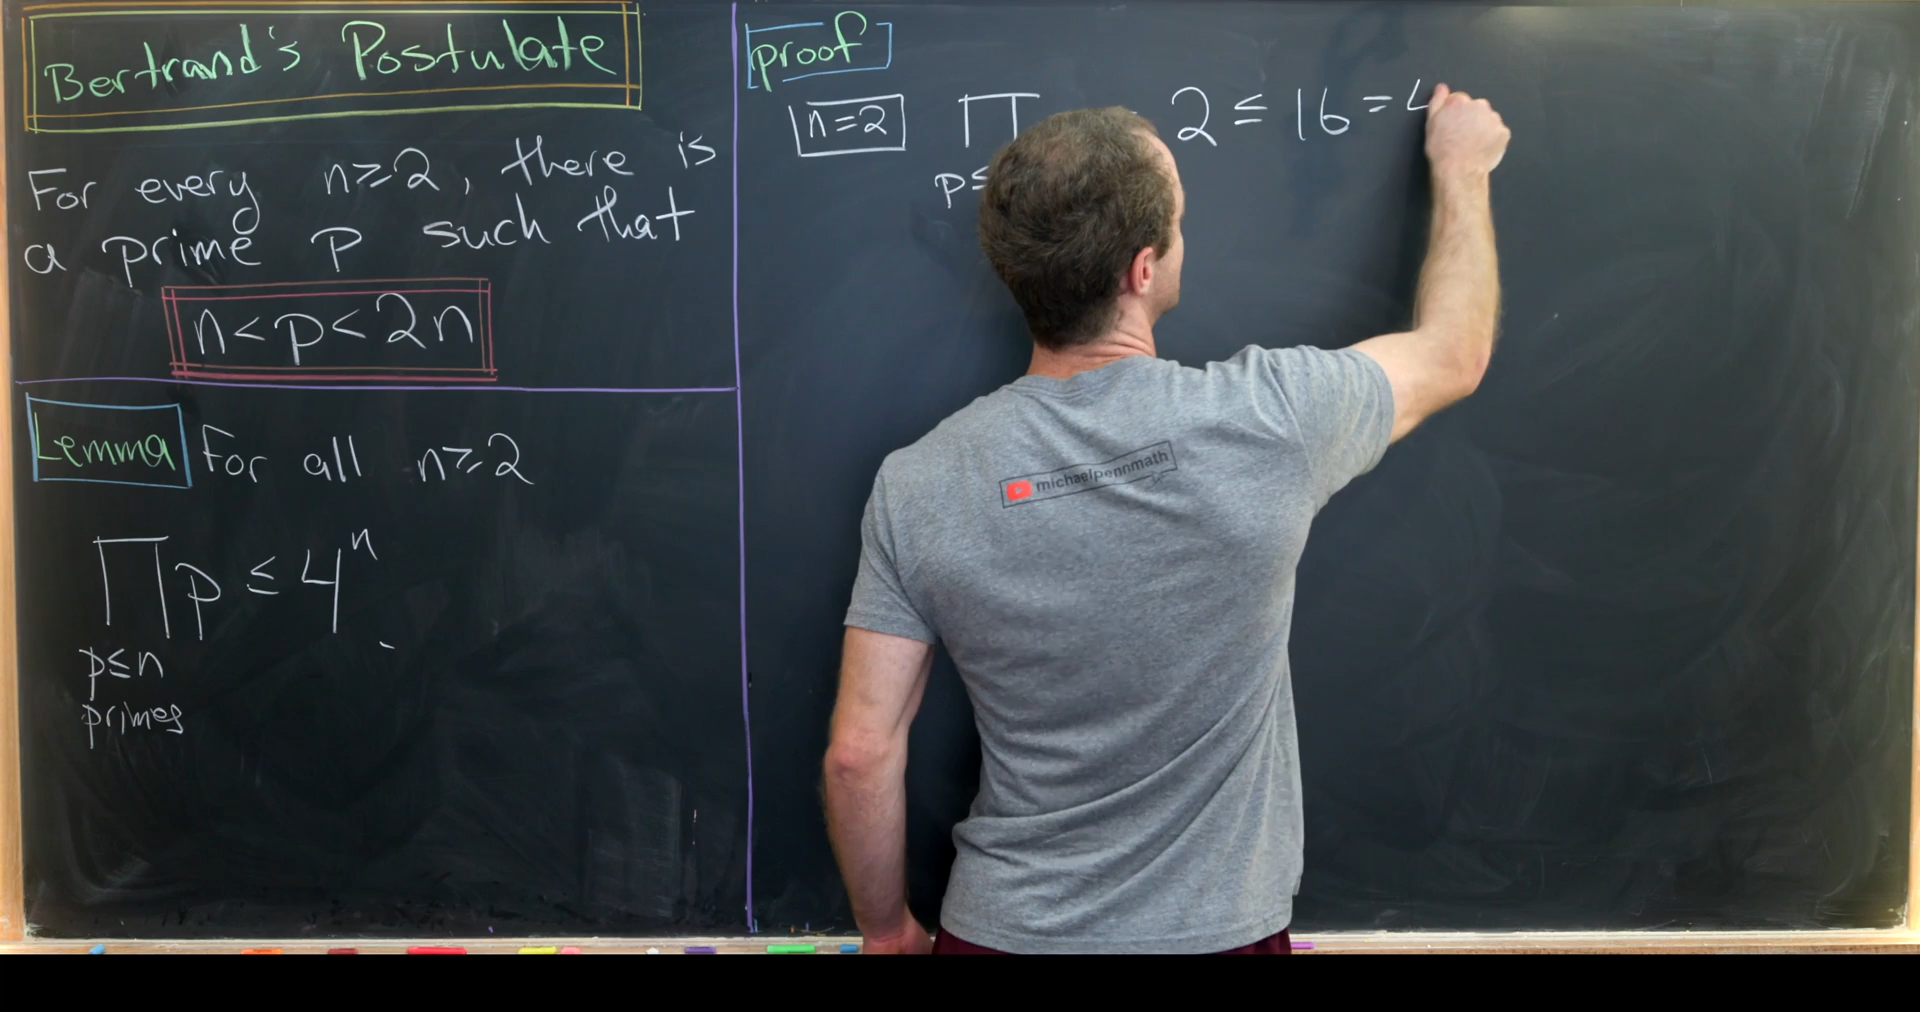 Bertrand's Postulate
For every n≥2, there is
a prime p such that
n<p<2n
Lemma For all n≥2
∏p ≤ 4ⁿ
p≤n
primes
proof
n=2 ∏ 2 ≤ 16 = 4
p≤
michaelpennmath